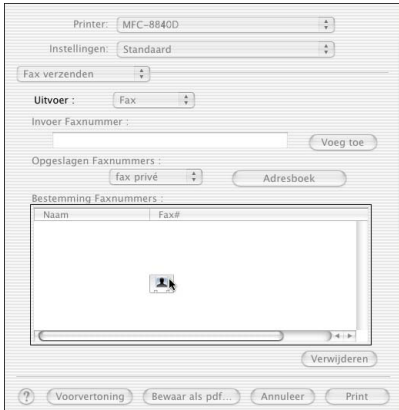 Printer: MFC-8840D
Instellingen: Standaard
Fax verzenden
Uitvoer : Fax
Invoer Faxnummer :
Voeg toe
Opgeslagen Faxnummers :
fax privé Adresboek
Bestemming Faxnummers :
Naam Fax#
Verwijderen
? Voorvertoning Bewaar als pdf... Annuleer Print